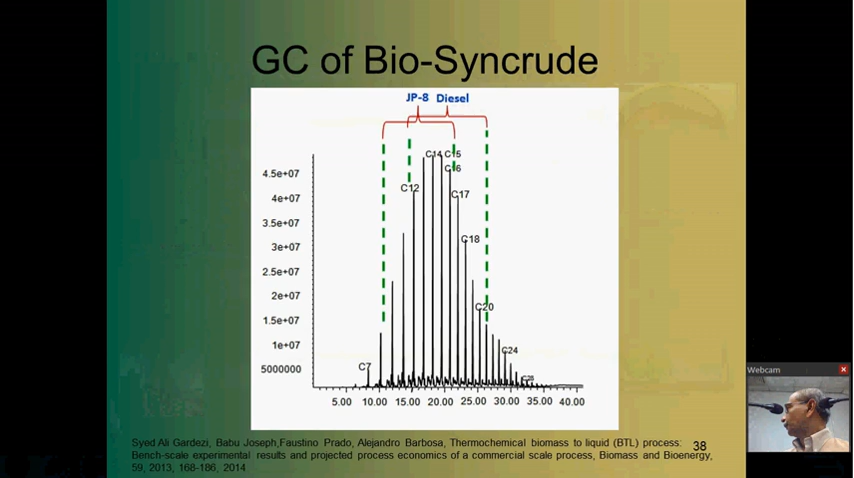 GC of Bio-Syncrude
JP-8 Diesel
C14 C15
C16
C12
C17
C18
C20
C24
C7
4.5e+07
4e+07
3.5e+07
3e+07
2.5e+07
2e+07
1.5e+07
1e+07
5000000
5.00 10.00 15.00 20.00 25.00 30.00 35.00 40.00
Syed Ali Gardezi, Babu Joseph,Faustino Prado, Alejandro Barbosa, Thermochemical biomass to liquid (BTL) process:
Bench-scale experimental results and projected process economics of a commercial scale process, Biomass and Bioenergy,
59, 2013, 168-186, 2014
38
Webcam